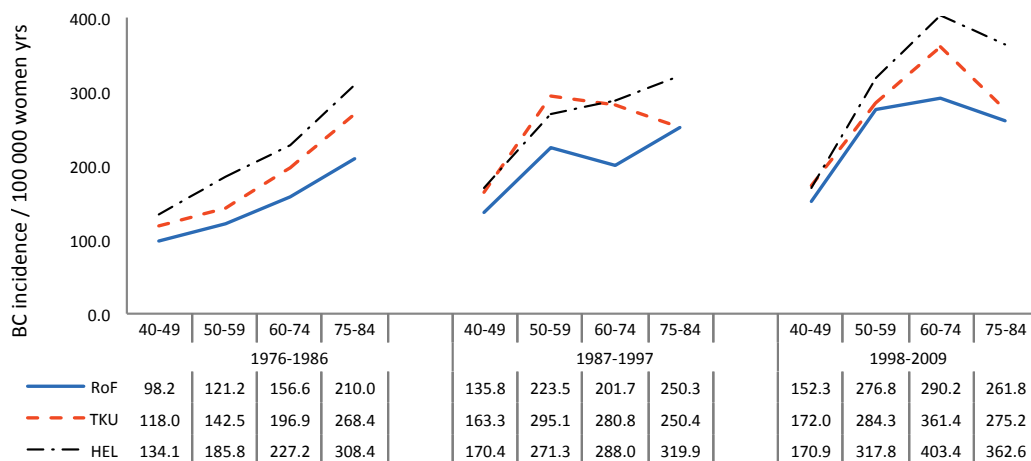 BC incidence / 100 000 women yrs
400.0
300.0
200.0
100.0
0.0
40-49 50-59 60-74 75-84 40-49 50-59 60-74 75-84 40-49 50-59 60-74 75-84
1976-1986 1987-1997 1998-2009
RoF 98.2 121.2 156.6 210.0 135.8 223.5 201.7 250.3 152.3 276.8 290.2 261.8
TKU 118.0 142.5 196.9 268.4 163.3 295.1 280.8 250.4 172.0 284.3 361.4 275.2
HEL 134.1 185.8 227.2 308.4 170.4 271.3 288.0 319.9 170.9 317.8 403.4 362.6